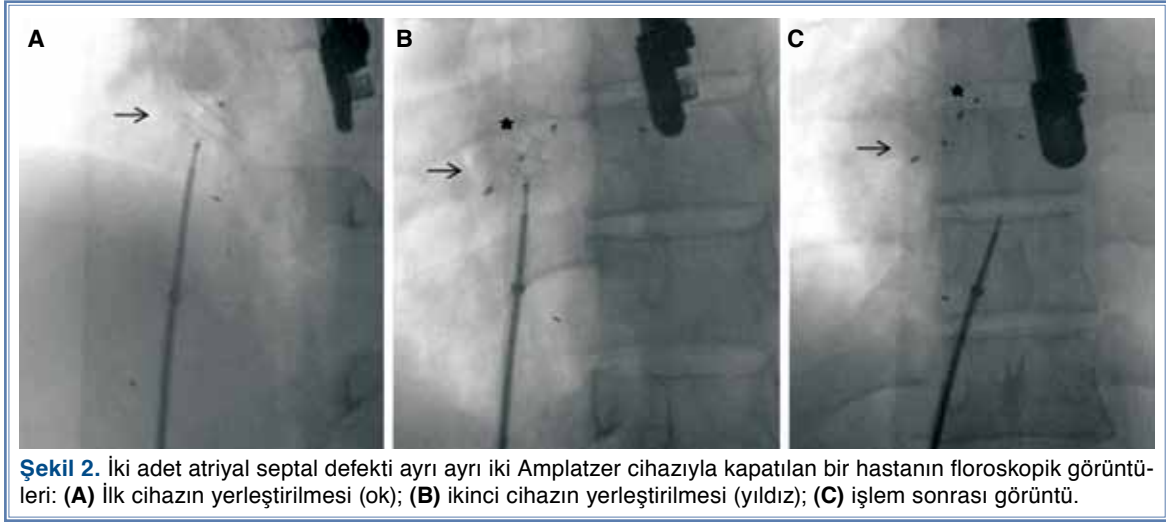 A
B
C
Şekil 2. İki adet atriyal septal defekti ayrı ayrı iki Amplatzer cihazıyla kapatılan bir hastanın floroskopik görüntü-
leri: (A) İlk cihazın yerleştirilmesi (ok); (B) ikinci cihazın yerleştirilmesi (yıldız); (C) işlem sonrası görüntü.